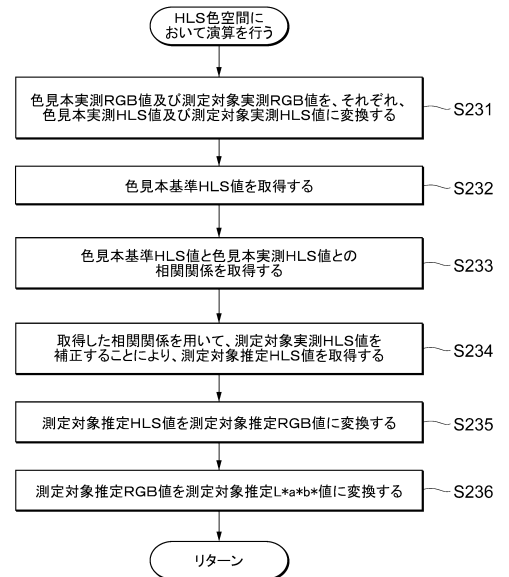 HLS色空間に
おいて演算を行う
色見本実測RGB値及び測定対象実測RGB値を、それぞれ、
色見本実測HLS値及び測定対象実測HLS値に変換する
S231
色見本基準HLS値を取得する
S232
色見本基準HLS値と色見本実測HLS値との
相関関係を取得する
S233
取得した相関関係を用いて、測定対象実測HLS値を
補正することにより、測定対象推定HLS値を取得する
S234
測定対象推定HLS値を測定対象推定RGB値に変換する
S235
測定対象推定RGB値を測定対象推定L*a*b*値に変換する
S236
リターン